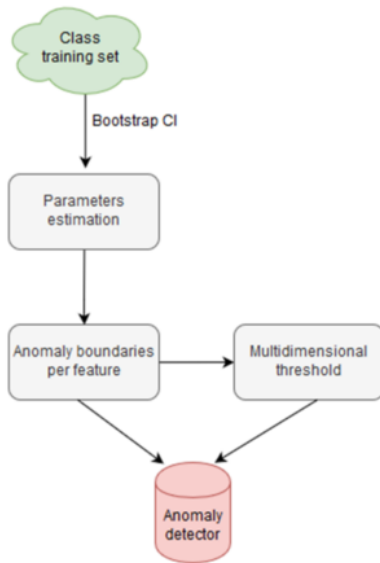 Class
training set
Bootstrap CI
Parameters
estimation
Anomaly boundaries
per feature
Multidimensional
threshold
Anomaly
detector